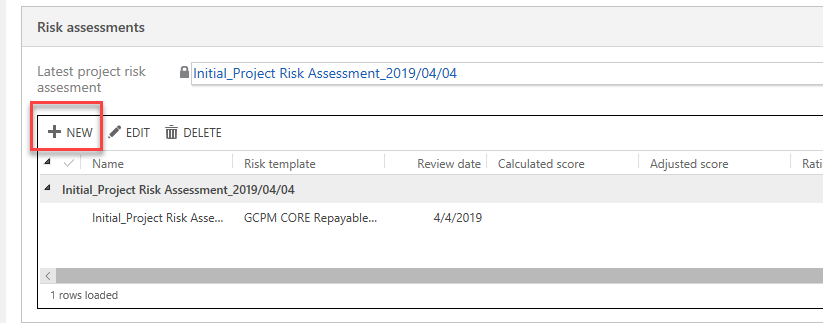 Risk assessments
Latest project risk
assesment
Initial_Project Risk Assessment_2019/04/04
NEW EDIT DELETE
Name Risk template Review date Calculated score Adjusted score Rati
Initial_Project Risk Assessment_2019/04/04
Initial_Project Risk Asse... GCPM CORE Repayable... 4/4/2019
1 rows loaded